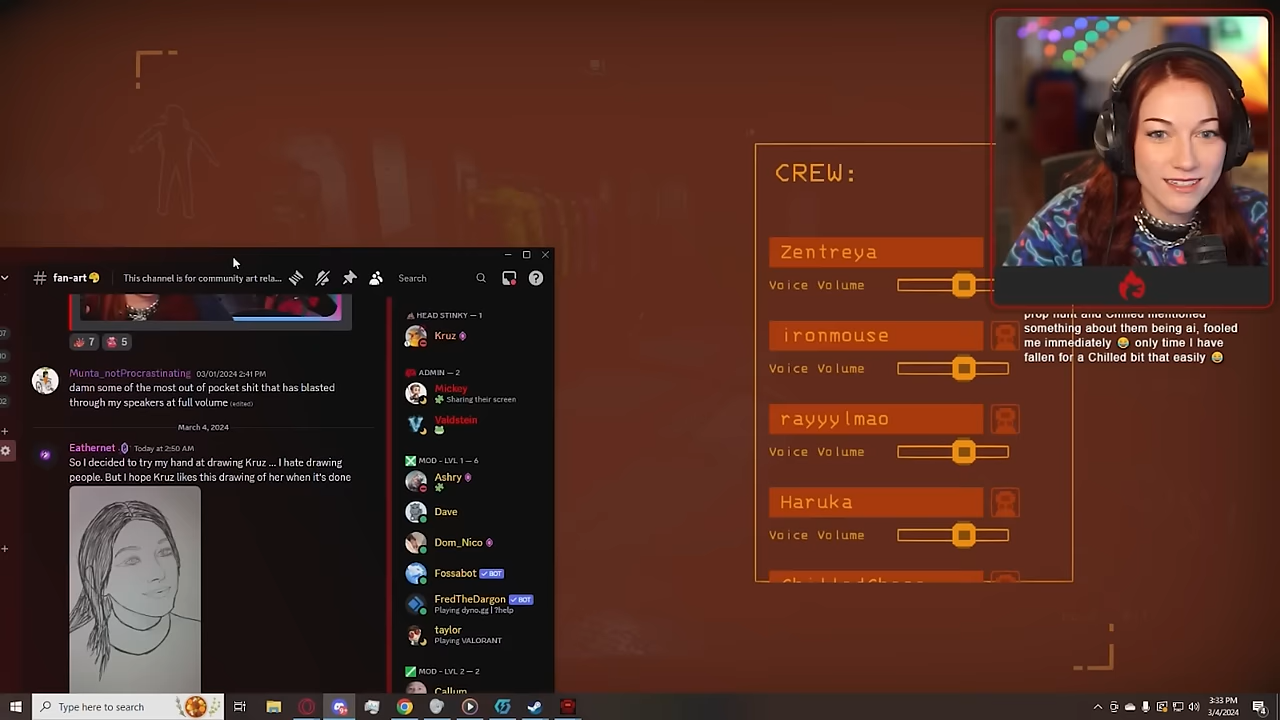 CREW:
Zentreya
Voice Volume
ironmouse
Voice Volume
rayyylmao
Voice Volume
Haruka
Voice Volume
prop hunt and Chilled mentioned
something about them being ai, fooled
me immediately 😂 only time I have
fallen for a Chilled bit that easily 😂
# fan-art
This channel is for community art rela...
Search
7
5
Munta_notProcrastinating 03/01/2024 2:41 PM
damn some of the most out of pocket shit that has blasted
through my speakers at full volume (edited)
March 4, 2024
Eathernet Today at 2:50 AM
So I decided to try my hand at drawing Kruz ... I hate drawing
people. But I hope Kruz likes this drawing of her when it's done
HEAD STINKY — 1
Kruz
ADMIN — 2
Mickey
Sharing their screen
Valdstein
MOD - LVL 1 — 6
Ashry
Dave
Dom_Nico
Fossabot BOT
FredTheDargon BOT
Playing dyno.gg | ?help
taylor
Playing VALORANT
MOD - LVL 2 — 2
Callum
Type here to search
3:33 PM
3/4/2024